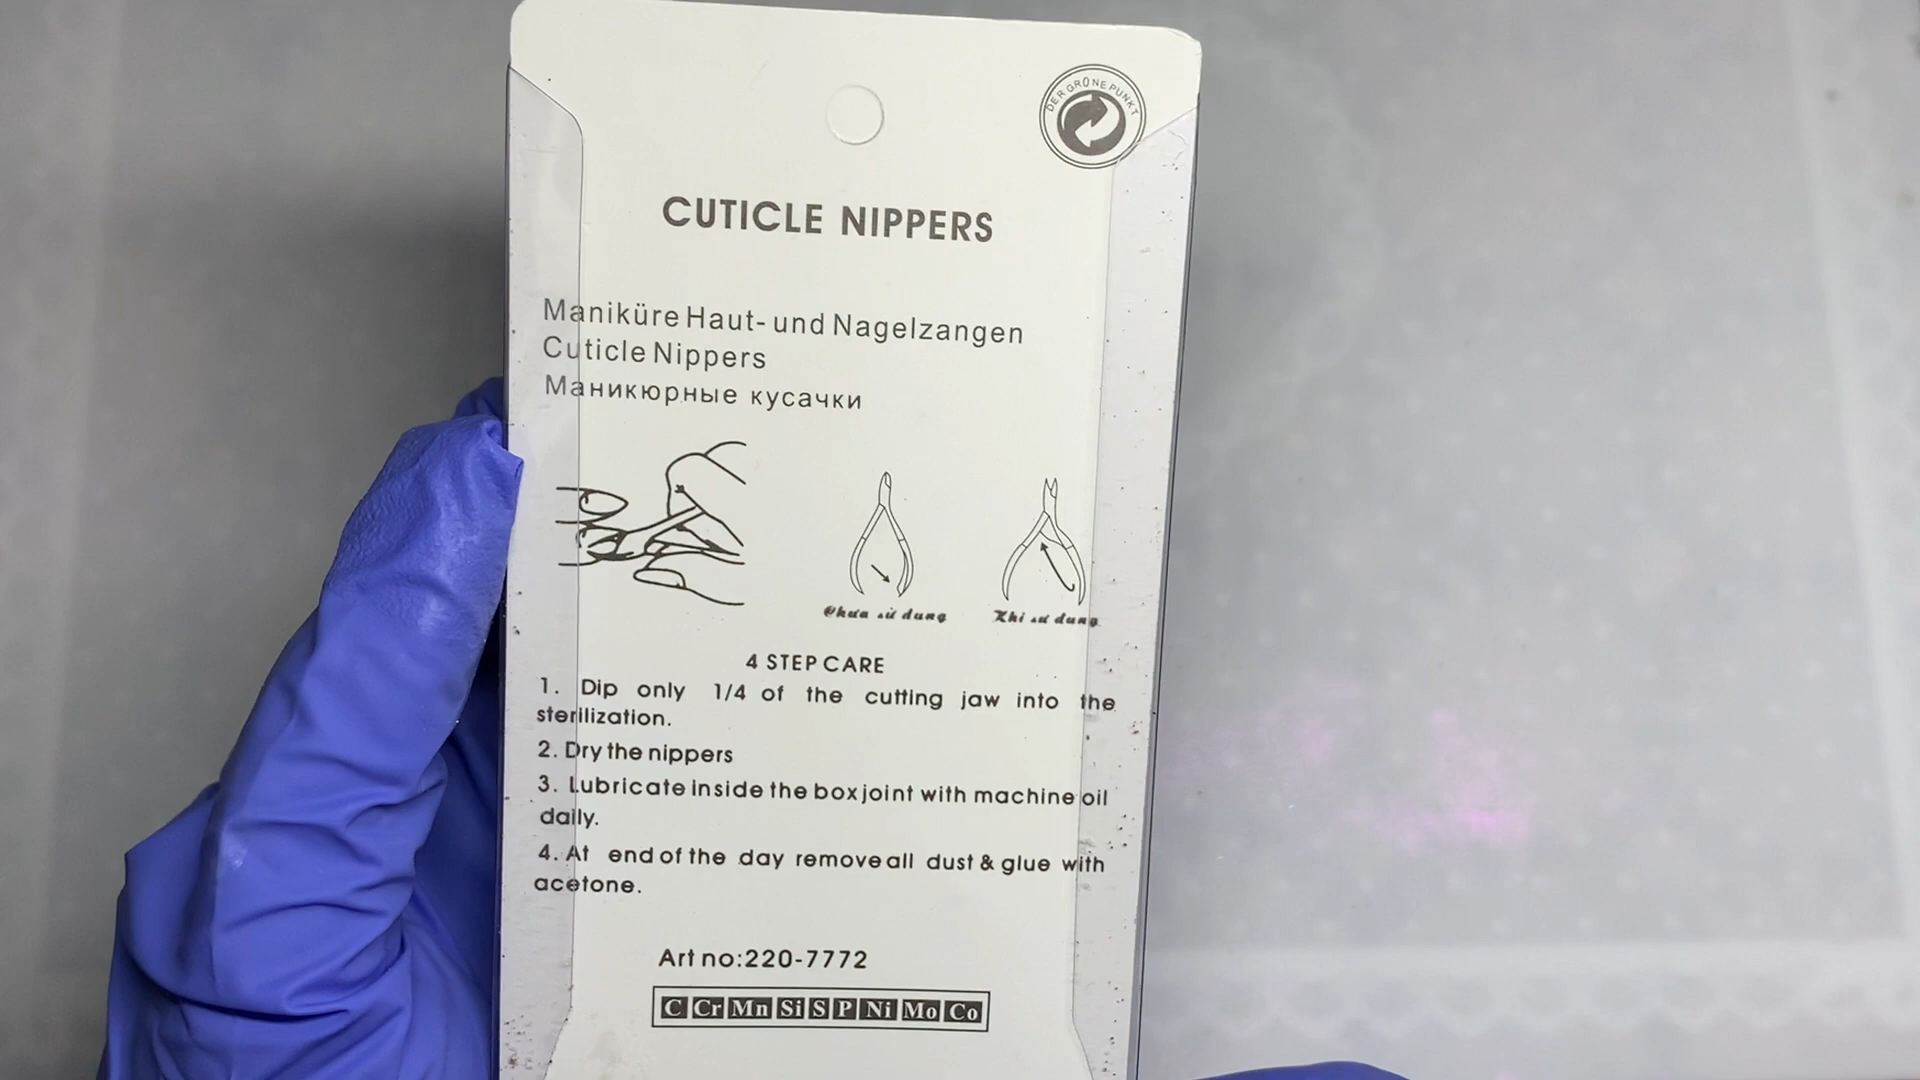 DER GRÜNE PUNKT
CUTICLE NIPPERS
Maniküre Haut- und Nagelzangen
Cuticle Nippers
Маникюрные кусачки
Chưa sử dung
Khi sư dung
4 STEP CARE
1. Dip only 1/4 of the cutting jaw into the
sterilization.
2. Dry the nippers
3. Lubricate inside the box joint with machine oil
daily.
4. At end of the day remove all dust & glue with
acetone.
Art no:220-7772
C Cr Mn Si S P Ni Mo Co